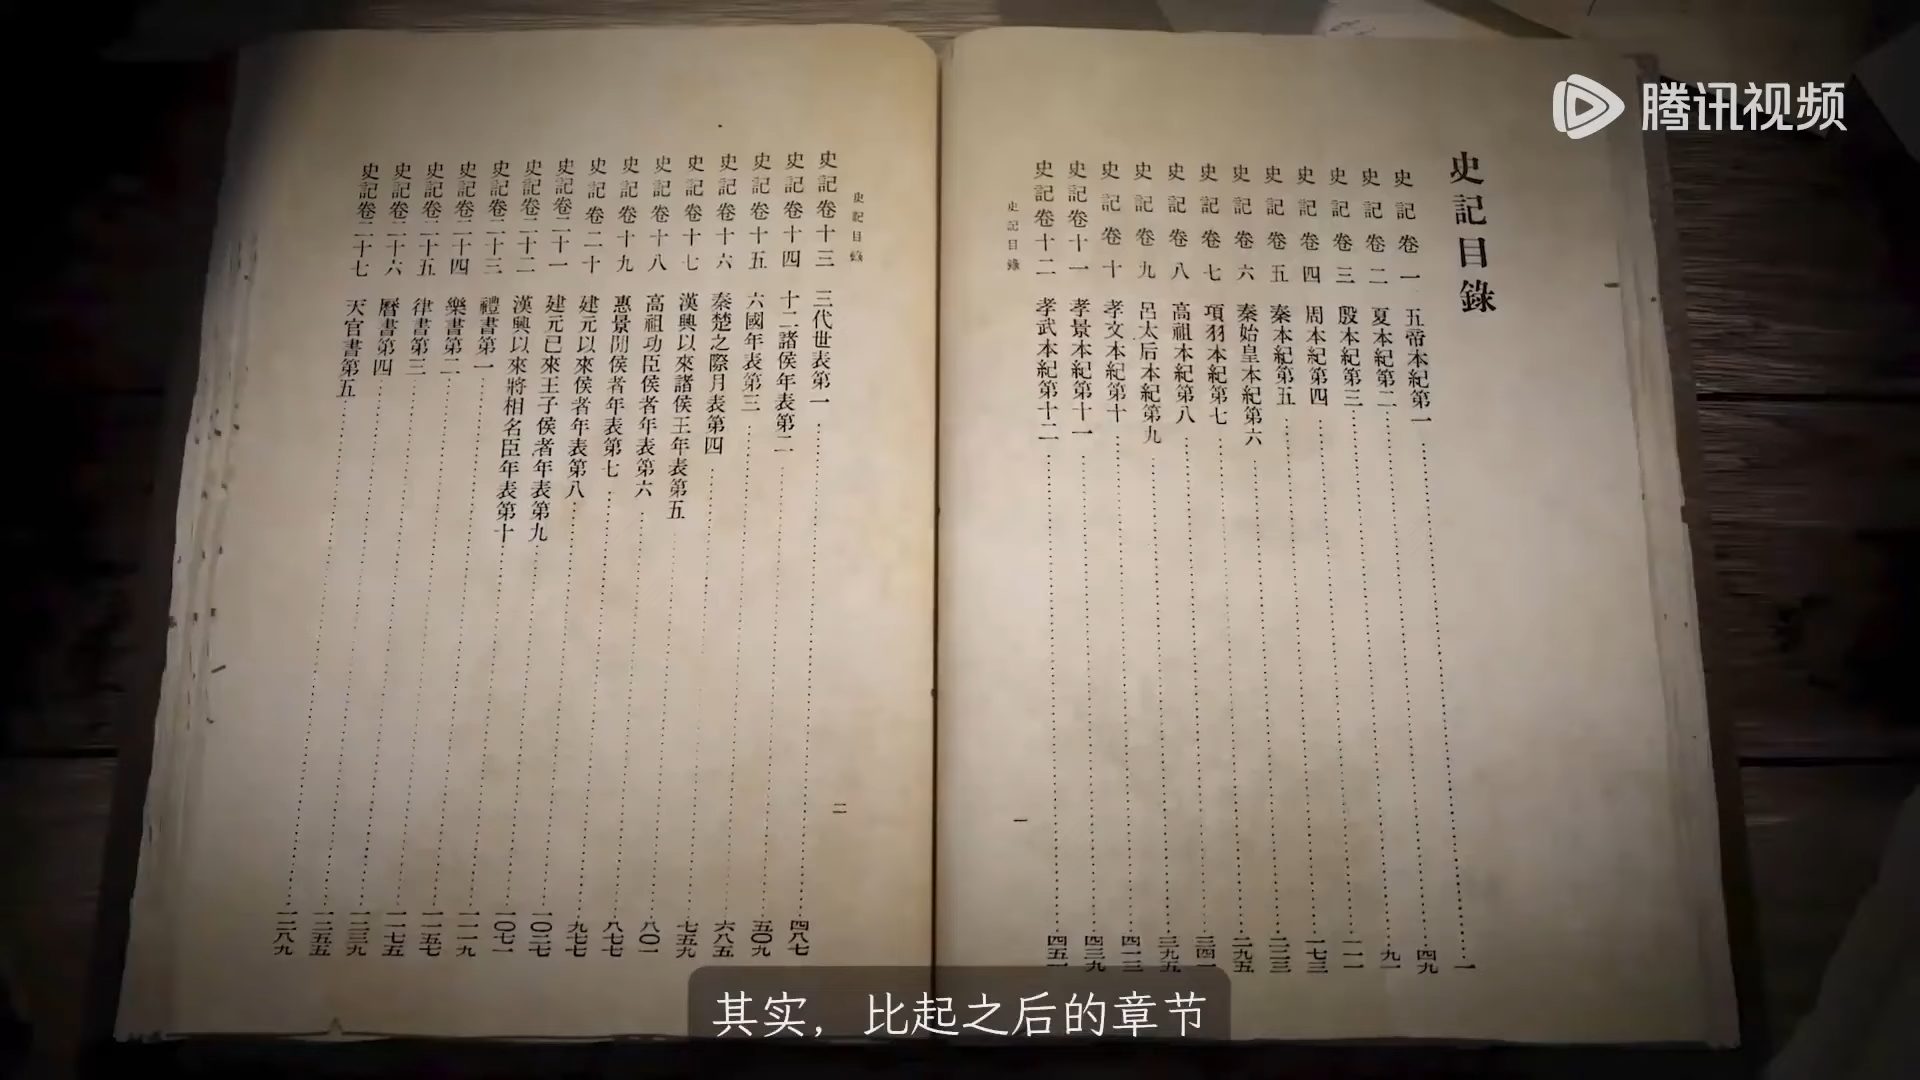 腾讯视频
史記目錄
史記卷一 五帝本紀第一 一
史記卷二 夏本紀第二 四九
史記卷三 殷本紀第三 九一
史記卷四 周本紀第四 一一一
史記卷五 秦本紀第五 一七三
史記卷六 秦始皇本紀第六 二二三
史記卷七 項羽本紀第七 二九五
史記卷八 高祖本紀第八 三四一
史記卷九 呂太后本紀第九 三九五
史記卷十 孝文本紀第十 四一三
史記卷十一 孝景本紀第十一 四三九
史記卷十二 孝武本紀第十二 四五一
史記目錄
一
史記目錄
二
史記卷十三 三代世表第一 四八七
史記卷十四 十二諸侯年表第二 五〇九
史記卷十五 六國年表第三 六八五
史記卷十六 秦楚之際月表第四 七五九
史記卷十七 漢興以來諸侯王年表第五 八〇一
史記卷十八 高祖功臣侯者年表第六 八七七
史記卷十九 惠景閒侯者年表第七 九七七
史記卷二十 建元以來侯者年表第八 一〇二七
史記卷二十一 建元已來王子侯者年表第九 一〇七一
史記卷二十二 漢興以來將相名臣年表第十 一一一九
史記卷二十三 禮書第一 一一五七
史記卷二十四 樂書第二 一一七五
史記卷二十五 律書第三 一二三九
史記卷二十六 曆書第四 一二五五
史記卷二十七 天官書第五 一二八九
其实，比起之后的章节